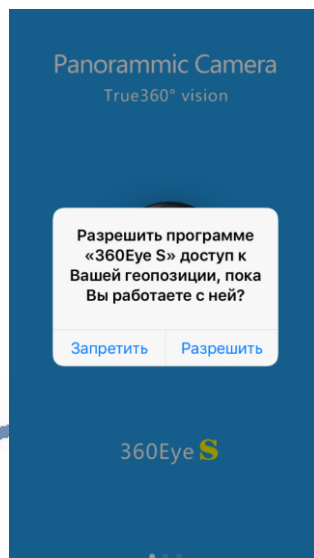 Panorammic Camera
True360° vision
Разрешить программе
«360Eye S» доступ к
Вашей геопозиции, пока
Вы работаете с ней?
Запретить Разрешить
360Eye S